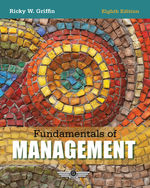 Ricky W. Griffin
Eighth Edition
Fundamentals of
MANAGEMENT